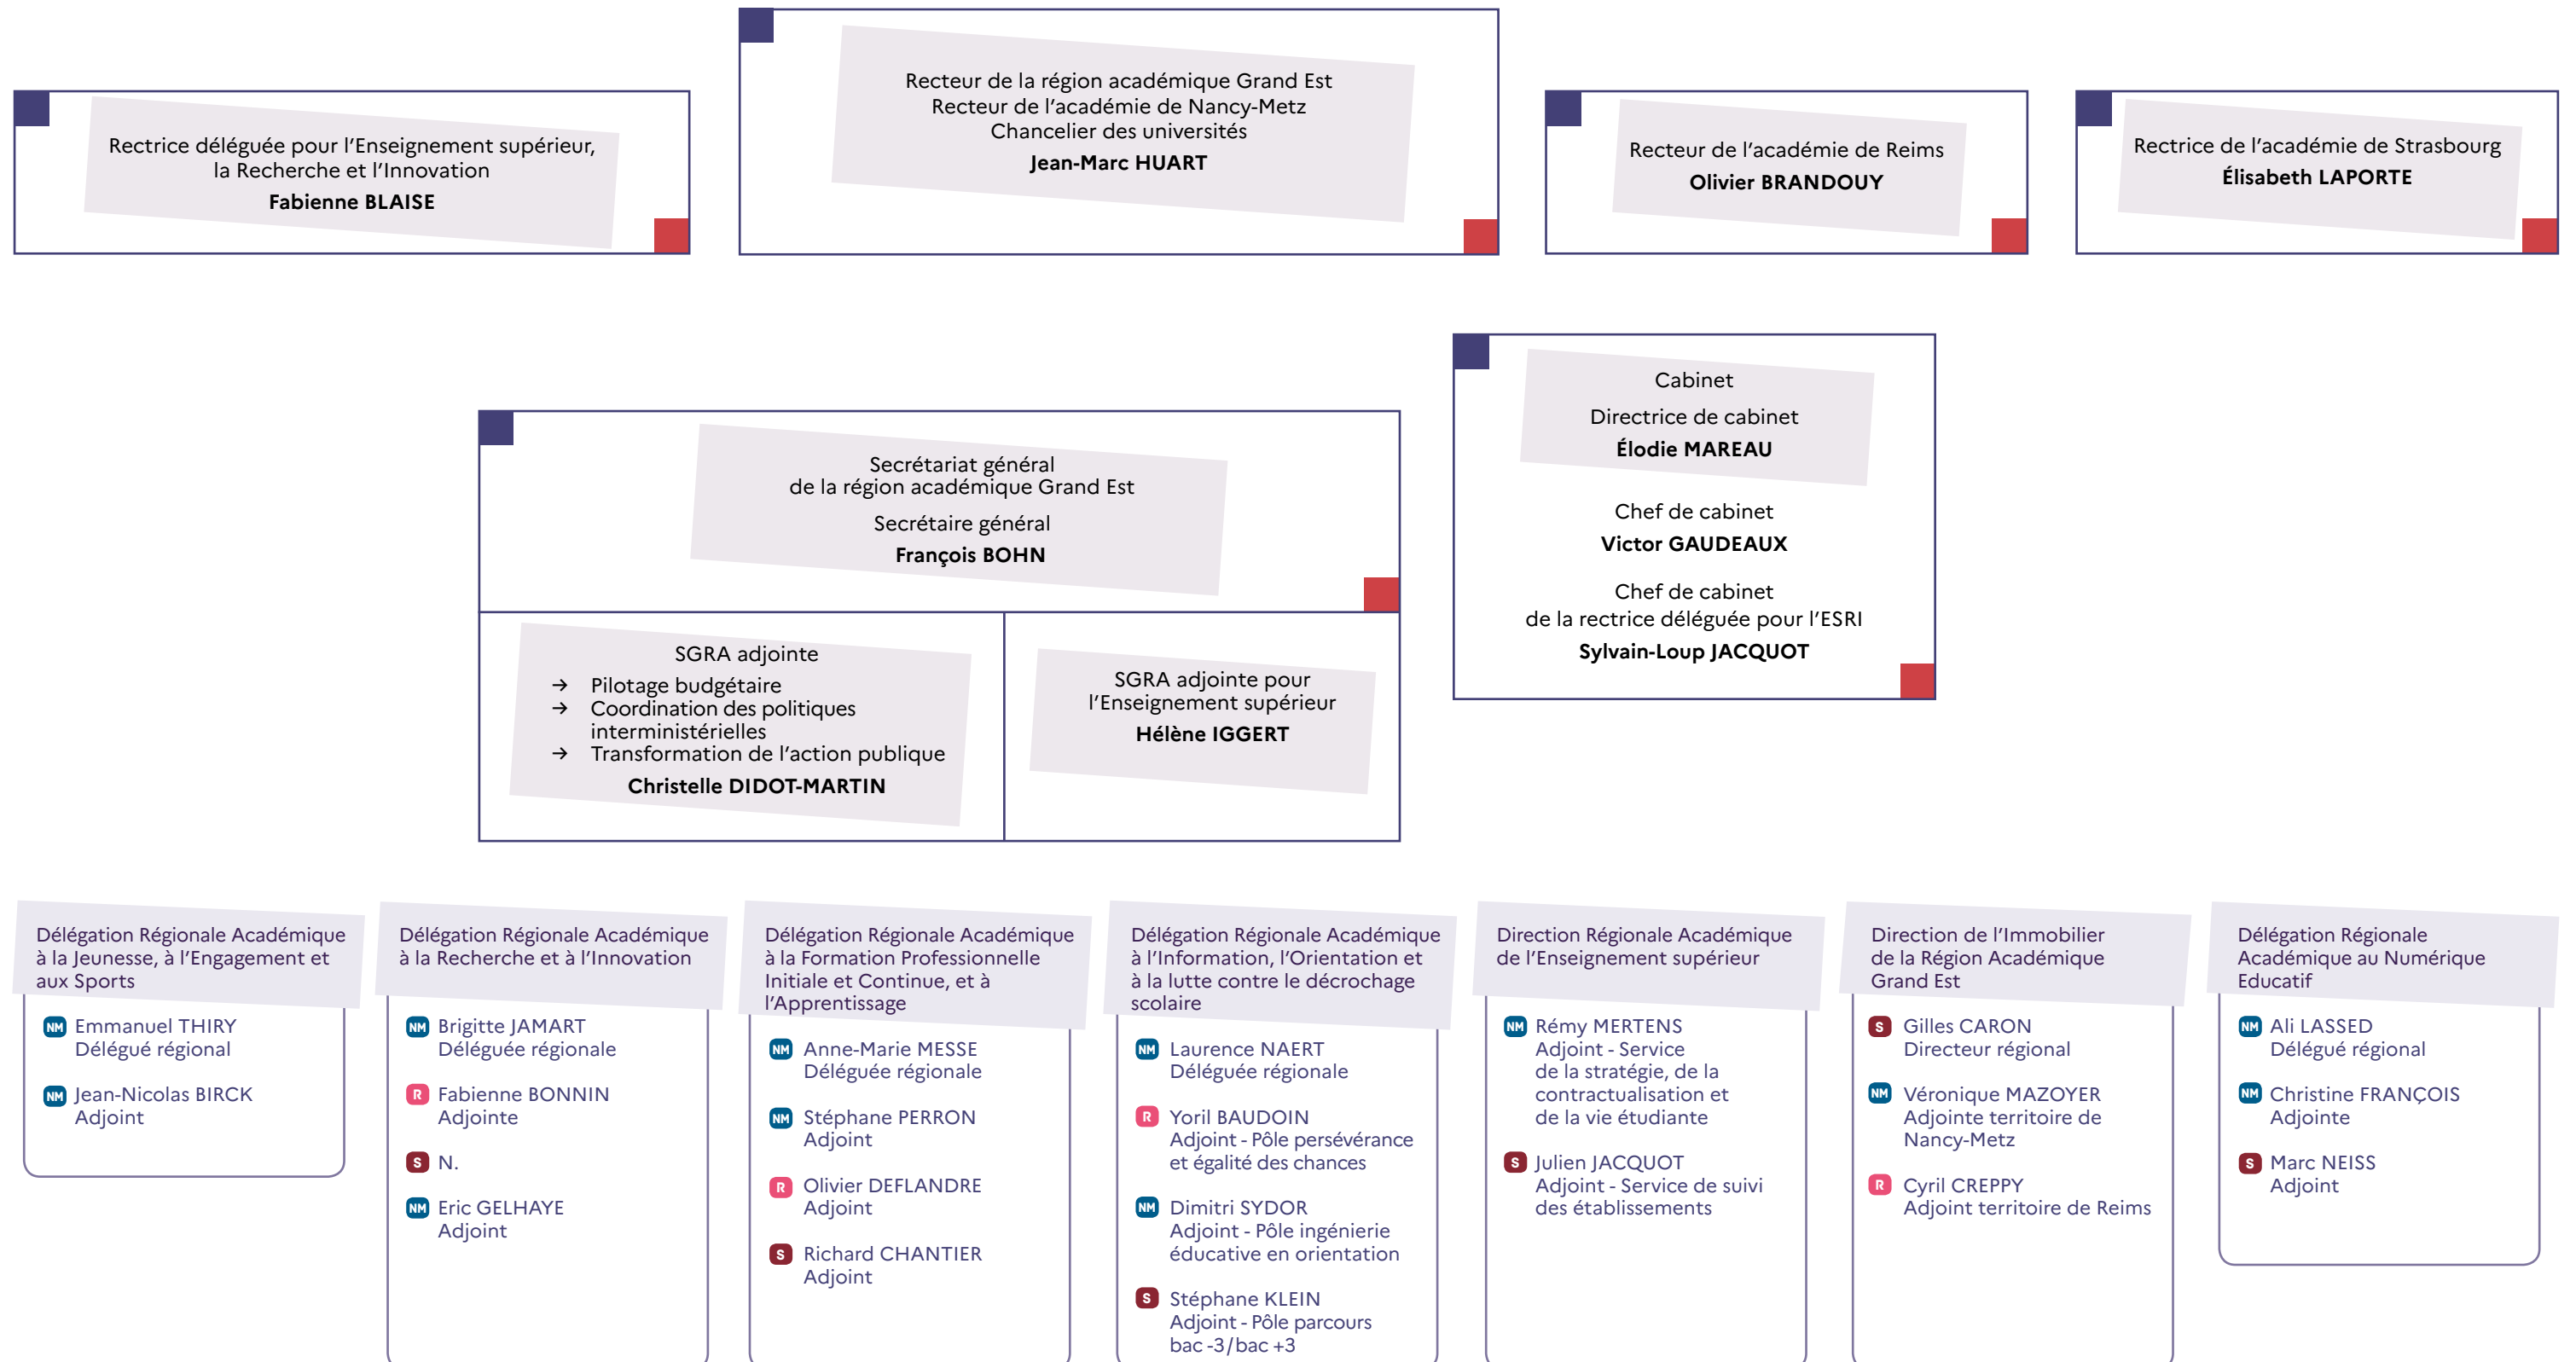 Rectrice déléguée pour l'Enseignement supérieur,
la Recherche et l'Innovation
Fabienne BLAISE
Recteur de la région académique Grand Est
Recteur de l'académie de Nancy-Metz
Chancelier des universités
Jean-Marc HUART
Recteur de l'académie de Reims
Olivier BRANDOUY
Rectrice de l'académie de Strasbourg
Élisabeth LAPORTE
Secrétariat général
de la région académique Grand Est
Secrétaire général
François BOHN
SGRA adjointe
→ Pilotage budgétaire
→ Coordination des politiques
interministérielles
→ Transformation de l'action publique
Christelle DIDOT-MARTIN
SGRA adjointe pour
l'Enseignement supérieur
Hélène IGGERT
Cabinet
Directrice de cabinet
Élodie MAREAU
Chef de cabinet
Victor GAUDEAUX
Chef de cabinet
de la rectrice déléguée pour l'ESRI
Sylvain-Loup JACQUOT
Délégation Régionale Académique
à la Jeunesse, à l'Engagement et
aux Sports
NM Emmanuel THIRY
Délégué régional
NM Jean-Nicolas BIRCK
Adjoint
Délégation Régionale Académique
à la Recherche et à l'Innovation
NM Brigitte JAMART
Déléguée régionale
R Fabienne BONNIN
Adjointe
S N.
NM Eric GELHAYE
Adjoint
Délégation Régionale Académique
à la Formation Professionnelle
Initiale et Continue, et à
l'Apprentissage
NM Anne-Marie MESSE
Déléguée régionale
NM Stéphane PERRON
Adjoint
R Olivier DEFLANDRE
Adjoint
S Richard CHANTIER
Adjoint
Délégation Régionale Académique
à l'Information, l'Orientation et
à la lutte contre le décrochage
scolaire
NM Laurence NAERT
Déléguée régionale
R Yoril BAUDOIN
Adjoint - Pôle persévérance
et égalité des chances
NM Dimitri SYDOR
Adjoint - Pôle ingénierie
éducative en orientation
S Stéphane KLEIN
Adjoint - Pôle parcours
bac -3/bac +3
Direction Régionale Académique
de l'Enseignement supérieur
NM Rémy MERTENS
Adjoint - Service
de la stratégie, de la
contractualisation et
de la vie étudiante
S Julien JACQUOT
Adjoint - Service de suivi
des établissements
Direction de l'Immobilier
de la Région Académique
Grand Est
S Gilles CARON
Directeur régional
NM Véronique MAZOYER
Adjointe territoire de
Nancy-Metz
R Cyril CREPPY
Adjoint territoire de Reims
Délégation Régionale
Académique au Numérique
Educatif
NM Ali LASSED
Délégué régional
NM Christine FRANÇOIS
Adjointe
S Marc NEISS
Adjoint